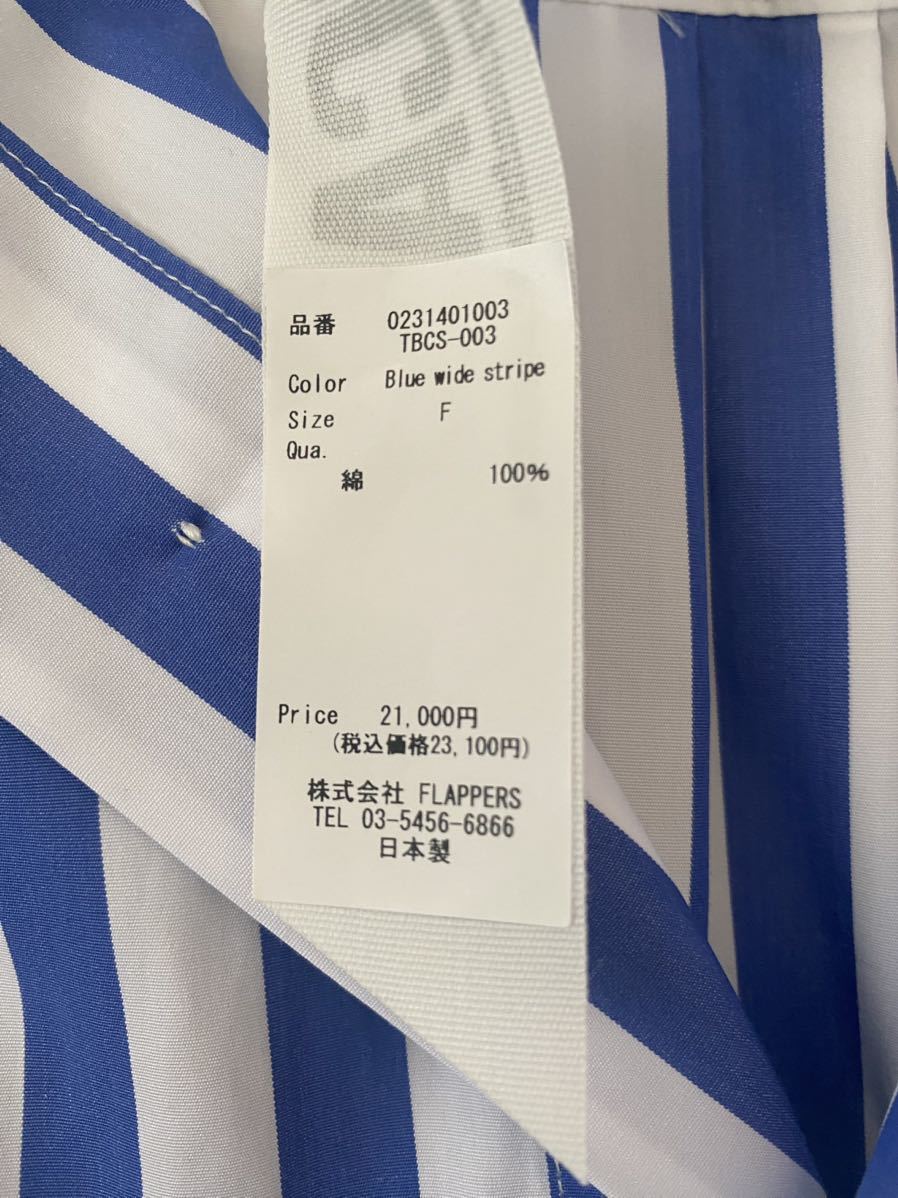 品番 0231401003
TBCS-003
Color Blue wide stripe
Size F
Qua.
綿 100%
Price 21,000円
(税込価格23,100円)
株式会社 FLAPPERS
TEL 03-5456-6866
日本製